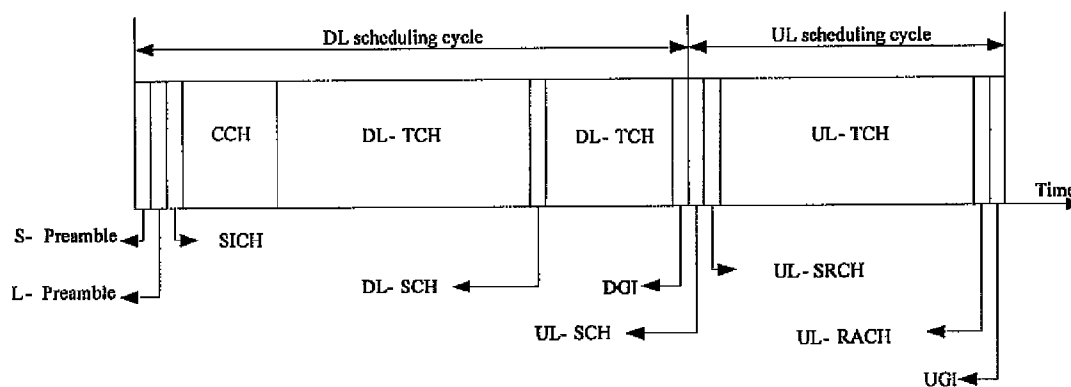 DL scheduling cycle UL scheduling cycle
CCH DL- TCH DL- TCH UL- TCH
Time
S- Preamble SICH
UL- SRCH
L- Preamble DL- SCH DGI
UL- SCH UL- RACH
UGI